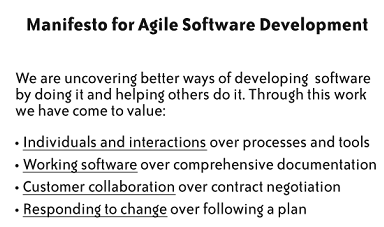 Manifesto for Agile Software Development
We are uncovering better ways of developing software
by doing it and helping others do it. Through this work
we have come to value:
• Individuals and interactions over processes and tools
• Working software over comprehensive documentation
• Customer collaboration over contract negotiation
• Responding to change over following a plan